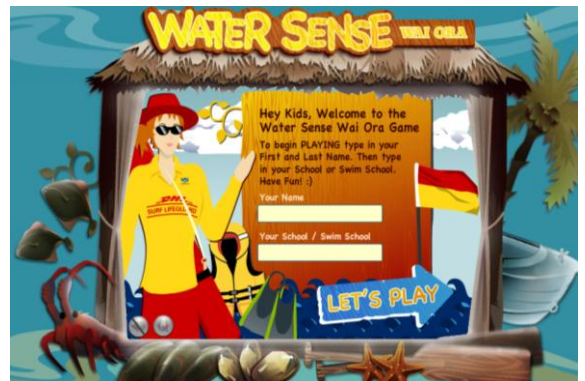 WATER SENSE WAI ORA
Hey Kids, Welcome to the
Water Sense Wai Ora Game
To begin PLAYING type in your
First and Last Name. Then type
in your School or Swim School.
Have Fun! :)
Your Name
Your School / Swim School
LET'S PLAY
DHL
SURF LIFEGUARD